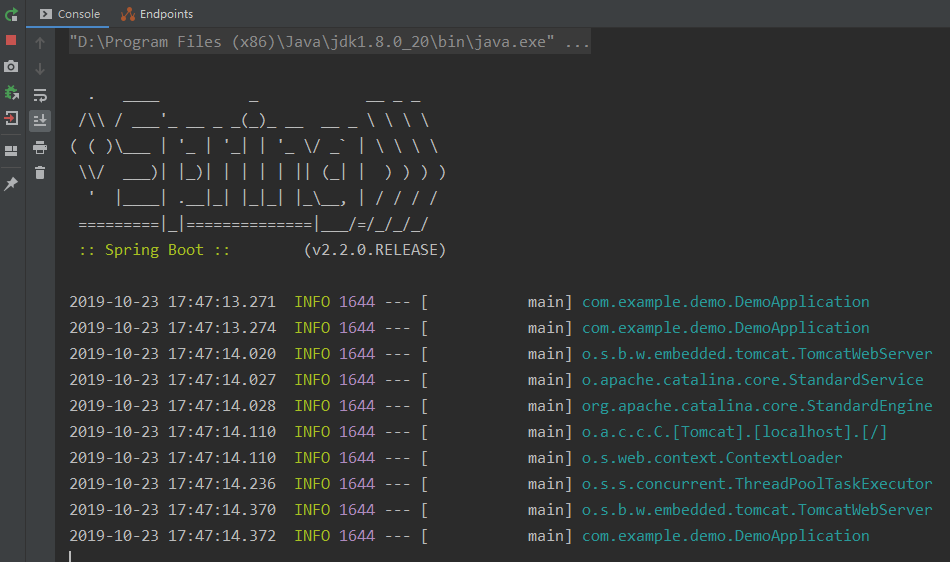 Console Endpoints
"D:\Program Files (x86)\Java\jdk1.8.0_20\bin\java.exe" ...
  .   ____          _            __ _ _
 /\\ / ___'_ __ _ _(_)_ __  __ _ \ \ \ \
( ( )\___ | '_ | '_| | '_ \/ _` | \ \ \ \
 \\/  ___)| |_)| | | | | || (_| |  ) ) ) )
  '  |____| .__|_| |_|_| |_\__, | / / / /
 =========|_|==============|___/=/_/_/_/
 :: Spring Boot ::        (v2.2.0.RELEASE)
2019-10-23 17:47:13.271  INFO 1644 --- [           main] com.example.demo.DemoApplication
2019-10-23 17:47:13.274  INFO 1644 --- [           main] com.example.demo.DemoApplication
2019-10-23 17:47:14.020  INFO 1644 --- [           main] o.s.b.w.embedded.tomcat.TomcatWebServer
2019-10-23 17:47:14.027  INFO 1644 --- [           main] o.apache.catalina.core.StandardService
2019-10-23 17:47:14.028  INFO 1644 --- [           main] org.apache.catalina.core.StandardEngine
2019-10-23 17:47:14.110  INFO 1644 --- [           main] o.a.c.c.C.[Tomcat].[localhost].[/]
2019-10-23 17:47:14.110  INFO 1644 --- [           main] o.s.web.context.ContextLoader
2019-10-23 17:47:14.236  INFO 1644 --- [           main] o.s.s.concurrent.ThreadPoolTaskExecutor
2019-10-23 17:47:14.370  INFO 1644 --- [           main] o.s.b.w.embedded.tomcat.TomcatWebServer
2019-10-23 17:47:14.372  INFO 1644 --- [           main] com.example.demo.DemoApplication